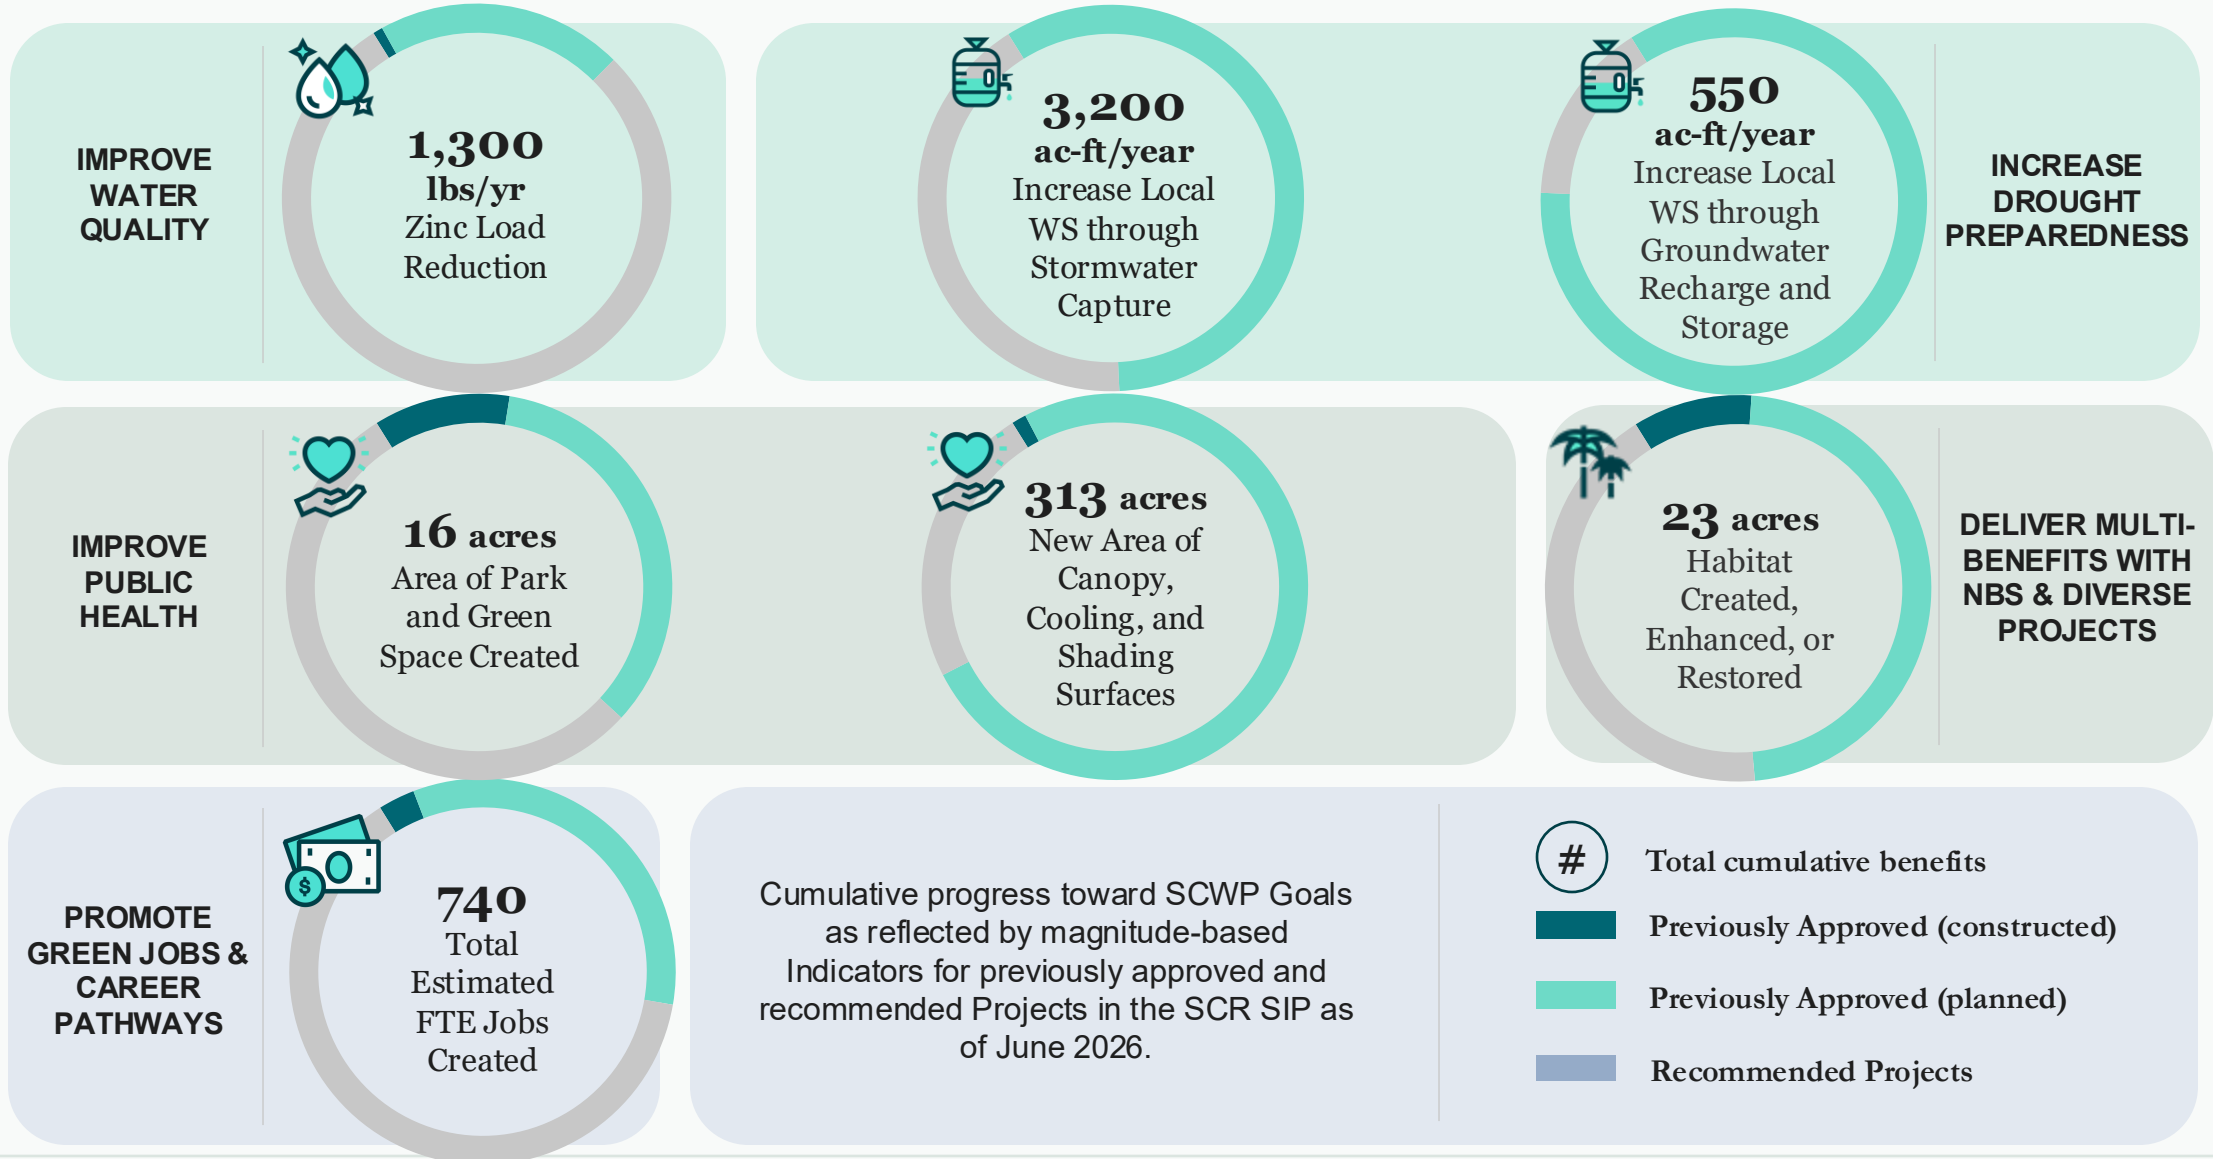 IMPROVE
WATER
QUALITY
1,300
lbs/yr
Zinc Load
Reduction
3,200
ac-ft/year
Increase Local
WS through
Stormwater
Capture
550
ac-ft/year
Increase Local
WS through
Groundwater
Recharge and
Storage
INCREASE
DROUGHT
PREPAREDNESS
IMPROVE
PUBLIC
HEALTH
16 acres
Area of Park
and Green
Space Created
313 acres
New Area of
Canopy,
Cooling, and
Shading
Surfaces
23 acres
Habitat
Created,
Enhanced, or
Restored
DELIVER MULTI-
BENEFITS WITH
NBS & DIVERSE
PROJECTS
PROMOTE
GREEN JOBS &
CAREER
PATHWAYS
$
740
Total
Estimated
FTE Jobs
Created
Cumulative progress toward SCWP Goals
as reflected by magnitude-based
Indicators for previously approved and
recommended Projects in the SCR SIP as
of June 2026.
# Total cumulative benefits
Previously Approved (constructed)
Previously Approved (planned)
Recommended Projects